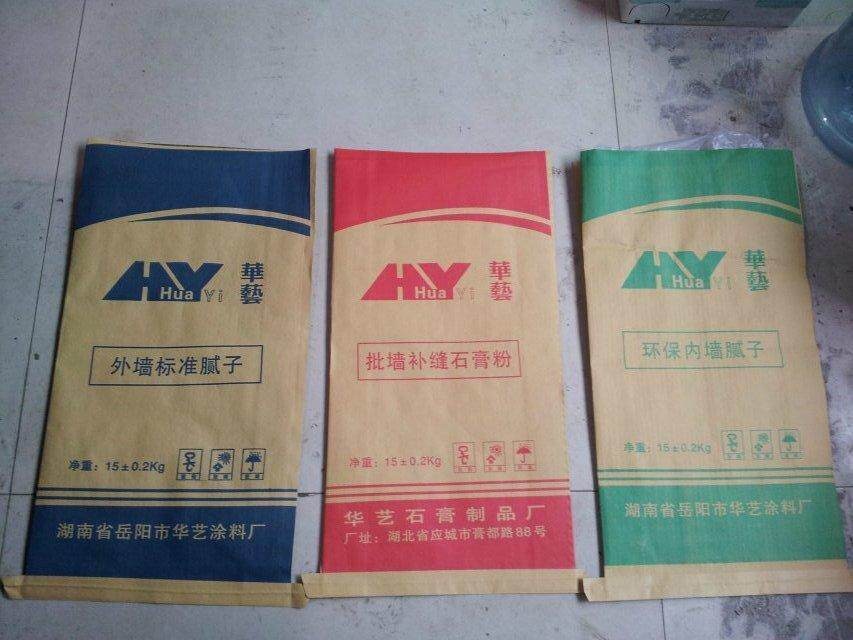 HY
Hua Yi
華藝
外墙标准腻子
净重：15±0.2Kg
湖南省岳阳市华艺涂料厂
HY
Hua Yi
華藝
批墙补缝石膏粉
净重：15±0.2Kg
华艺石膏制品厂
厂址：湖北省应城市膏都路88号
HY
Hua Yi
華藝
环保内墙腻子
净重：15±0.2Kg
湖南省岳阳市华艺涂料厂